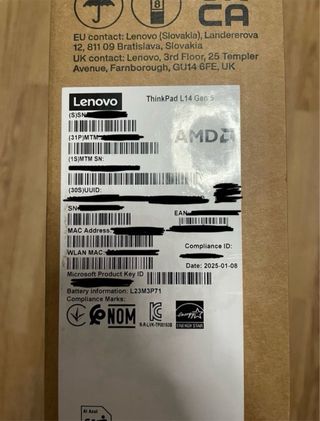 8
CA
EU contact: Lenovo (Slovakia), Landererova
12, 811 09 Bratislava, Slovakia
UK contact: Lenovo, 3rd Floor, 25 Templer
Avenue, Farnborough, GU14 6FE, UK
Lenovo
ThinkPad L14 Gen 5
(S)SN
(31P)MTM
AMD
(1S)MTM SN:
(30S)UUID:
SN
EAN
MAC Address:
Compliance ID:
WLAN MAC:
Date: 2025-01-08
Microsoft Product Key ID
Battery information: L23M3P71
Compliance Marks:
NOM
ENERGY STAR